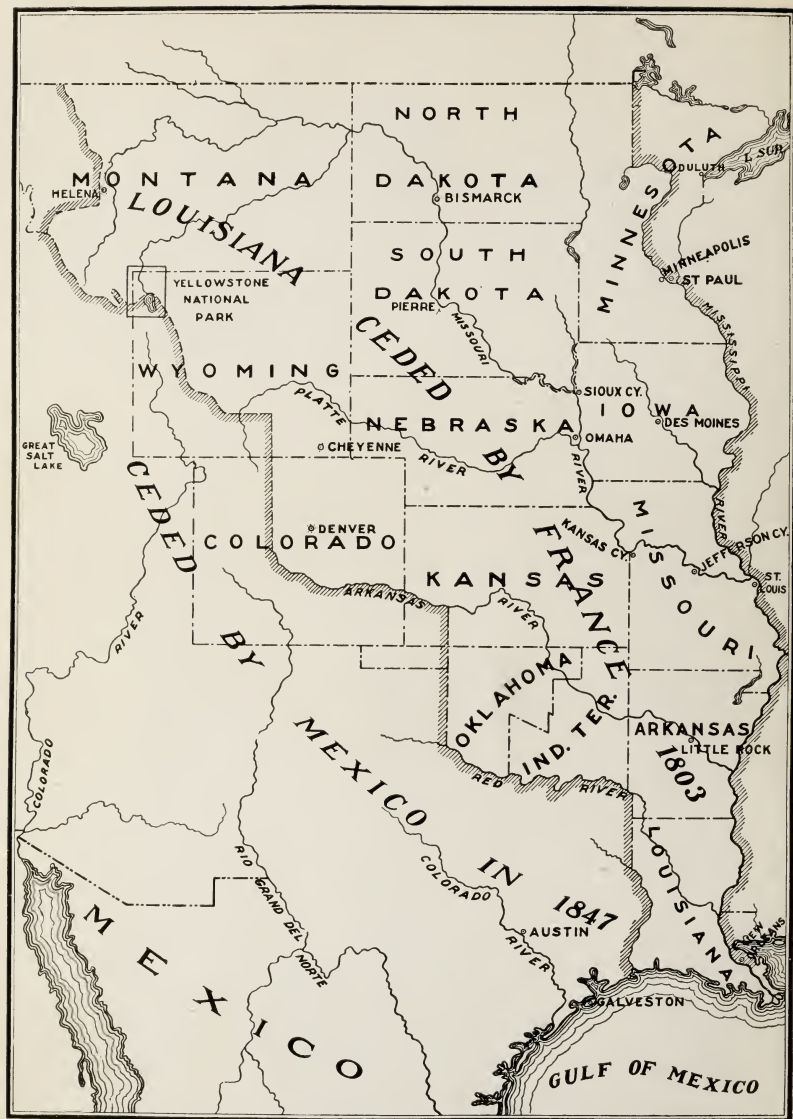 NORTH
DAKOTA
BISMARCK
MONTANA
HELENA
LOUISIANA
CEDED
BY
FRANCE
1803
MINNESOTA
DULUTH
L SUP.
MINNEAPOLIS
ST PAUL
MISSISSIPPI
RIVER
SOUTH
DAKOTA
PIERRE
MISSOURI
RIVER
YELLOWSTONE
NATIONAL
PARK
WYOMING
PLATTE
RIVER
CHEYENNE
NEBRASKA
SIOUX CY.
OMAHA
IOWA
DES MOINES
GREAT
SALT
LAKE
CEDED
BY
MEXICO
IN
1847
DENVER
COLORADO
KANSAS
KANSAS CY.
ARKANSAS
RIVER
MISSOURI
JEFFERSON CY.
ST.
LOUIS
RIVER
COLORADO
OKLAHOMA
IND. TER.
ARKANSAS
LITTLE ROCK
RED
RIVER
LOUISIANA
NEW
ORLEANS
COLORADO
RIVER
AUSTIN
GALVESTON
RIO
GRAND DEL
NORTE
MEXICO
GULF OF MEXICO